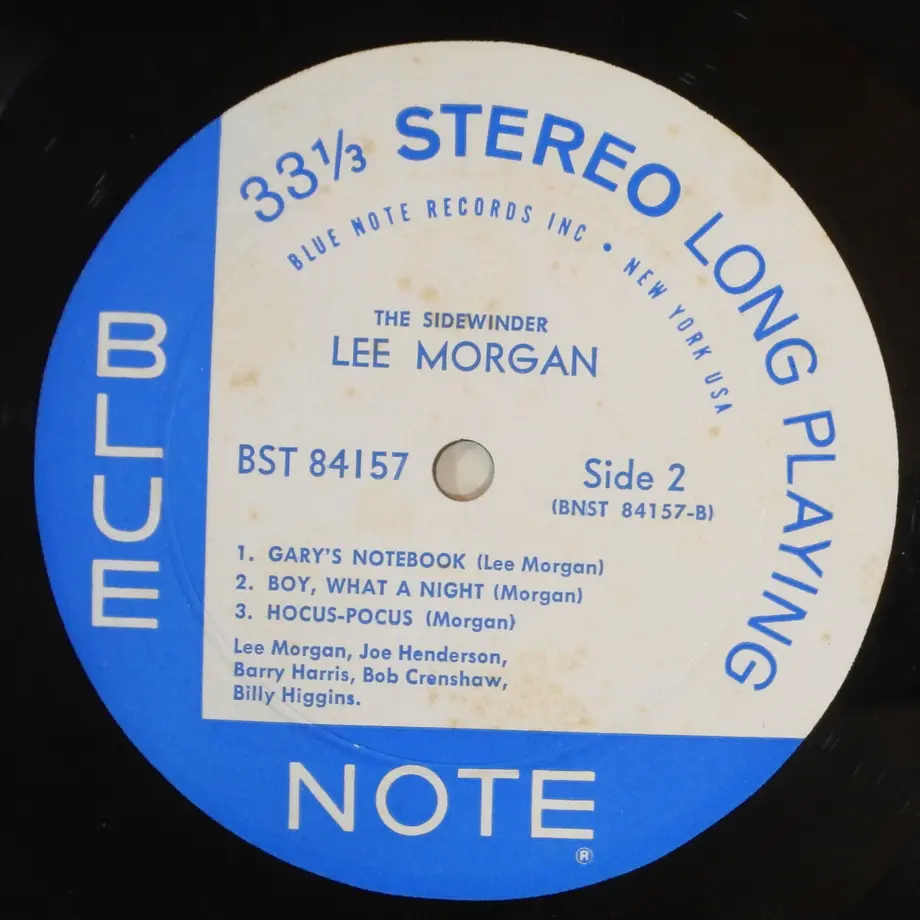 33⅓ STEREO LONG PLAYING
BLUE NOTE RECORDS INC • NEW YORK USA
THE SIDEWINDER
LEE MORGAN
BST 84157
Side 2
(BNST 84157-B)
1. GARY'S NOTEBOOK (Lee Morgan)
2. BOY, WHAT A NIGHT (Morgan)
3. HOCUS-POCUS (Morgan)
Lee Morgan, Joe Henderson,
Barry Harris, Bob Crenshaw,
Billy Higgins.
BLUE
NOTE
®